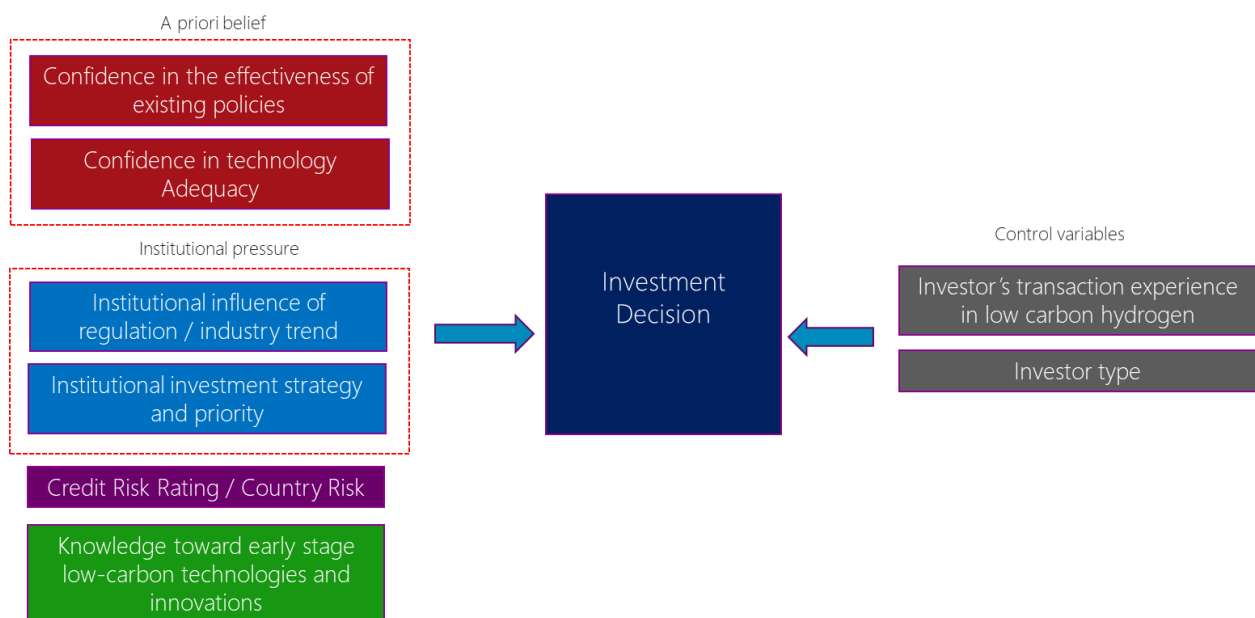 A priori belief
Confidence in the effectiveness of
existing policies
Confidence in technology
Adequacy
Institutional pressure
Institutional influence of
regulation / industry trend
Institutional investment strategy
and priority
Credit Risk Rating / Country Risk
Knowledge toward early stage
low-carbon technologies and
innovations
Investment
Decision
Control variables
Investor’s transaction experience
in low carbon hydrogen
Investor type